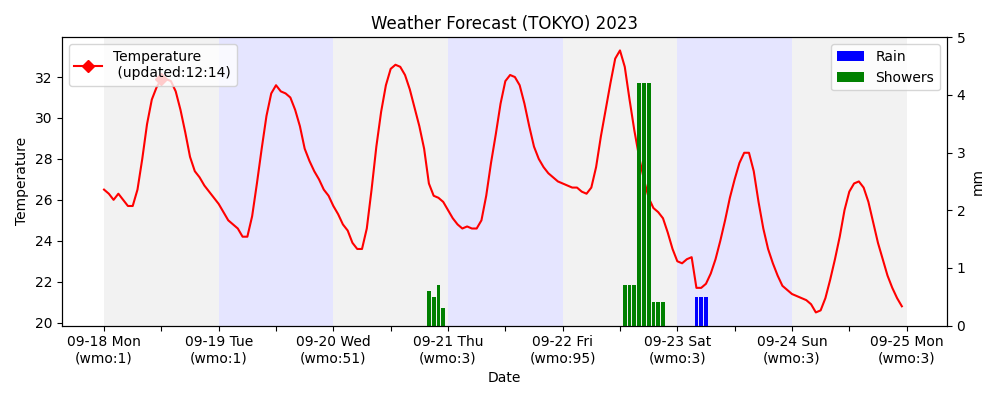 Weather Forecast (TOKYO) 2023
Temperature
(updated:12:14)
Rain
Showers
Temperature
32
30
28
26
24
22
20
5
4
3
2
1
0
mm
09-18 Mon
(wmo:1)
09-19 Tue
(wmo:1)
09-20 Wed
(wmo:51)
09-21 Thu
(wmo:3)
09-22 Fri
(wmo:95)
09-23 Sat
(wmo:3)
09-24 Sun
(wmo:3)
09-25 Mon
(wmo:3)
Date